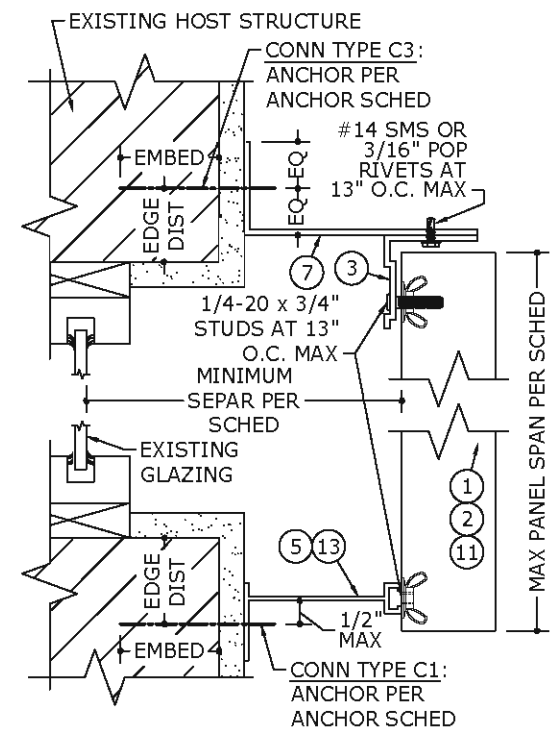 EXISTING HOST STRUCTURE
CONN TYPE C3:
ANCHOR PER
ANCHOR SCHED
#14 SMS OR
3/16" POP
RIVETS AT
13" O.C. MAX
EMBED
EQ
EQ
EDGE
DIST
7
3
1/4-20 x 3/4"
STUDS AT 13"
O.C. MAX
MINIMUM
SEPAR PER
SCHED
EXISTING
GLAZING
1
2
11
MAX PANEL SPAN PER SCHED
5
13
EDGE
DIST
1/2"
MAX
EMBED
CONN TYPE C1:
ANCHOR PER
ANCHOR SCHED